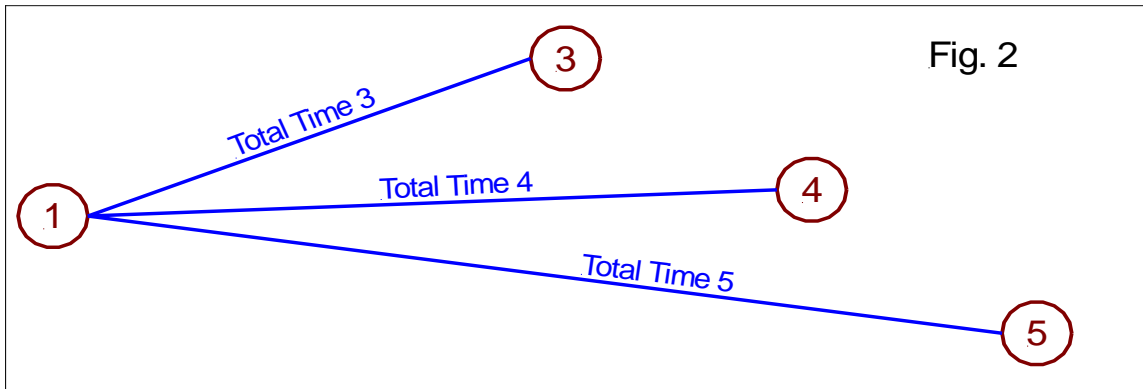 3
Fig. 2
Total Time 3
Total Time 4
4
1
Total Time 5
5